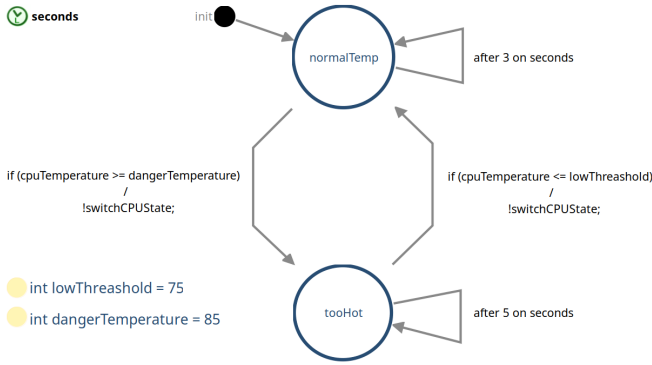 seconds
init
normalTemp
after 3 on seconds
if (cpuTemperature >= dangerTemperature)
/
!switchCPUState;
if (cpuTemperature <= lowThreashold)
/
!switchCPUState;
int lowThreashold = 75
int dangerTemperature = 85
tooHot
after 5 on seconds